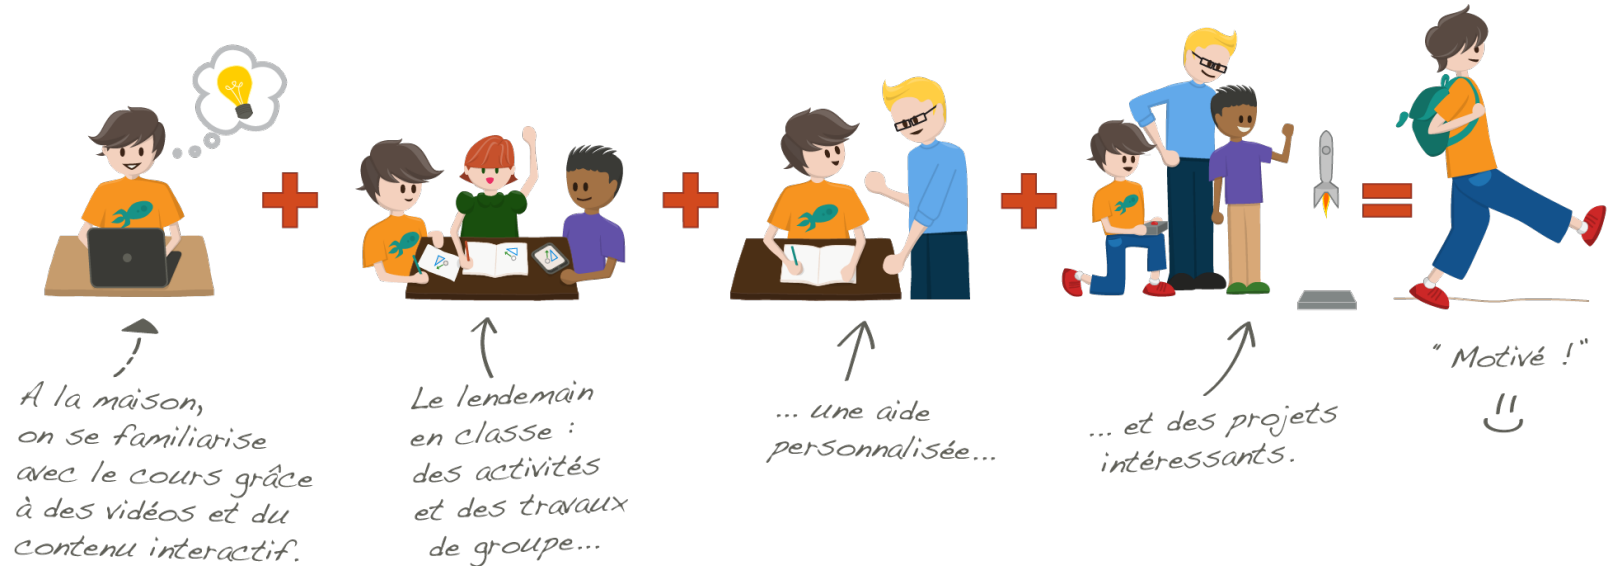 A la maison,
on se familiarise
avec le cours grâce
à des vidéos et du
contenu interactif.
Le lendemain
en classe :
des activités
et des travaux
de groupe...
... une aide
personnalisée...
... et des projets
intéressants.
" Motivé ! "